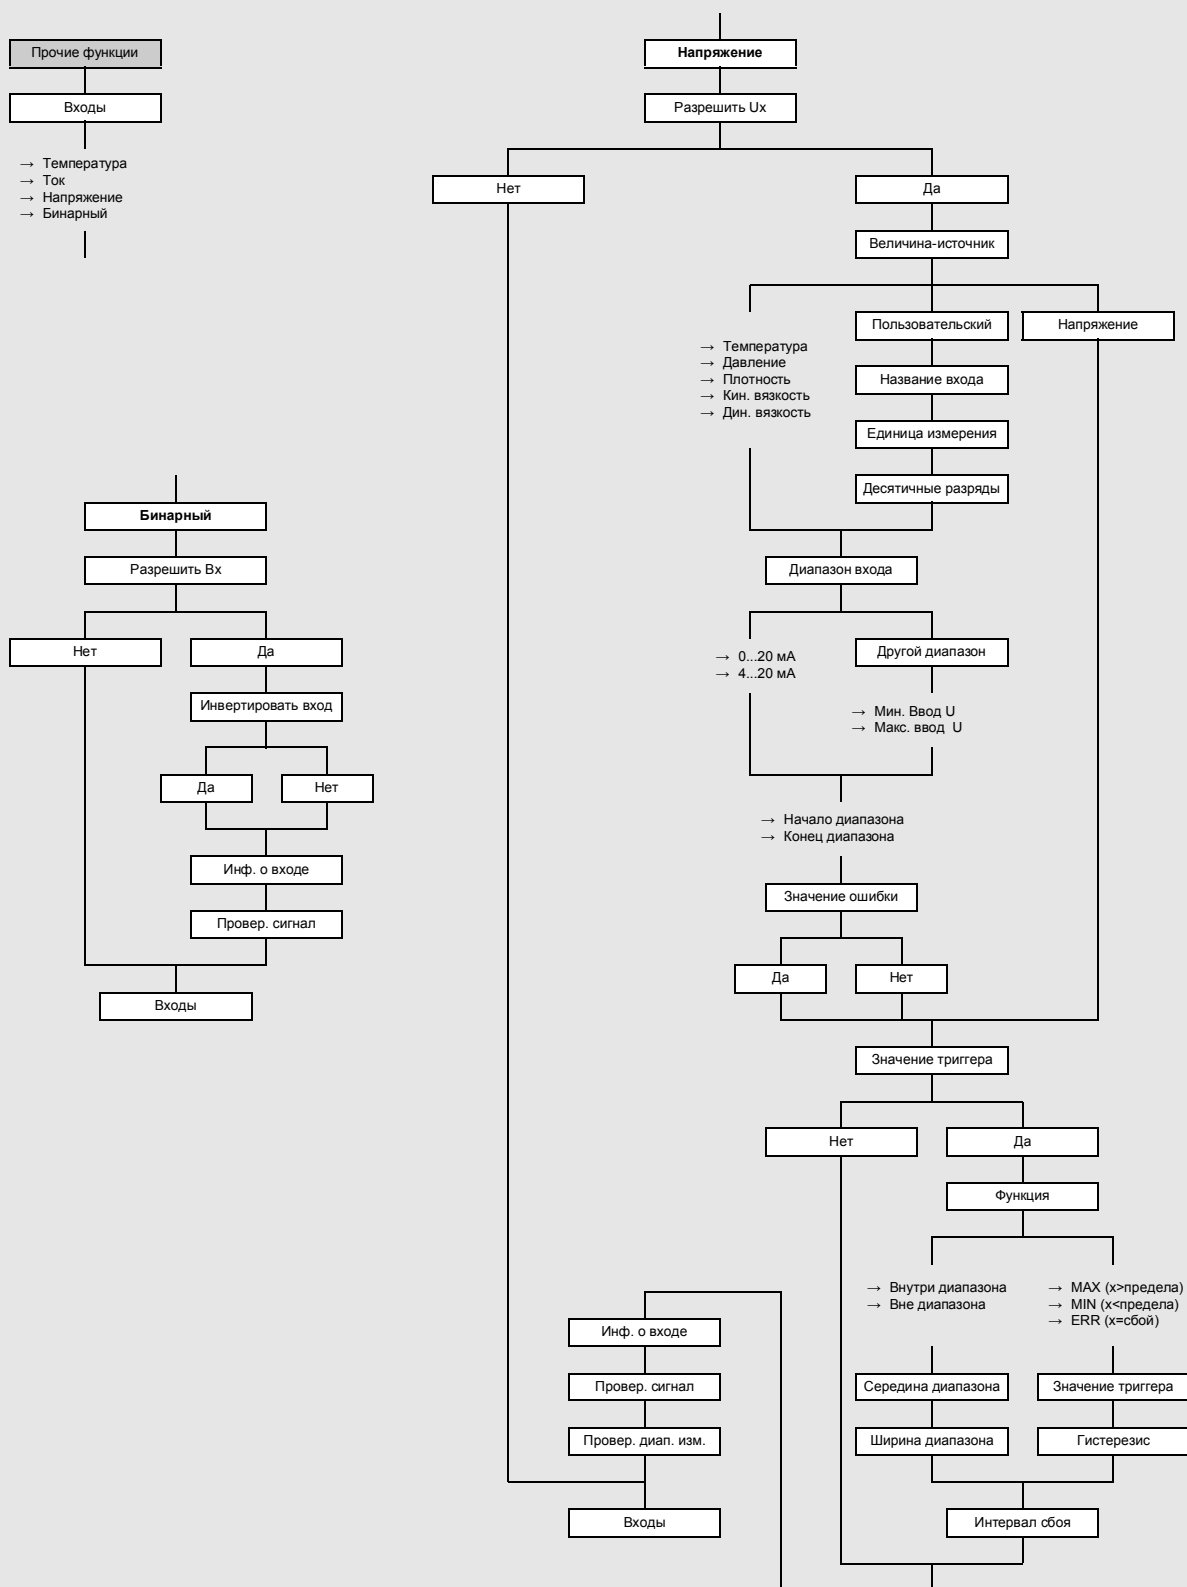 Прочие функции
Входы
→ Температура
→ Ток
→ Напряжение
→ Бинарный
Бинарный
Разрешить Bx
Нет
Да
Инвертировать вход
Да
Нет
Инф. о входе
Провер. сигнал
Входы
Напряжение
Разрешить Ux
Нет
Да
Величина-источник
→ Температура
→ Давление
→ Плотность
→ Кин. вязкость
→ Дин. вязкость
Пользовательский
Название входа
Единица измерения
Десятичные разряды
Напряжение
Диапазон входа
→ 0...20 мА
→ 4...20 мА
Другой диапазон
→ Мин. Ввод U
→ Макс. ввод U
→ Начало диапазона
→ Конец диапазона
Значение ошибки
Да
Нет
Значение триггера
Нет
Да
Функция
→ Внутри диапазона
→ Вне диапазона
→ MAX (x>предела)
→ MIN (x<предела)
→ ERR (x=сбой)
Середина диапазона
Ширина диапазона
Значение триггера
Гистерезис
Интервал сбоя
Инф. о входе
Провер. сигнал
Провер. диап. изм.
Входы